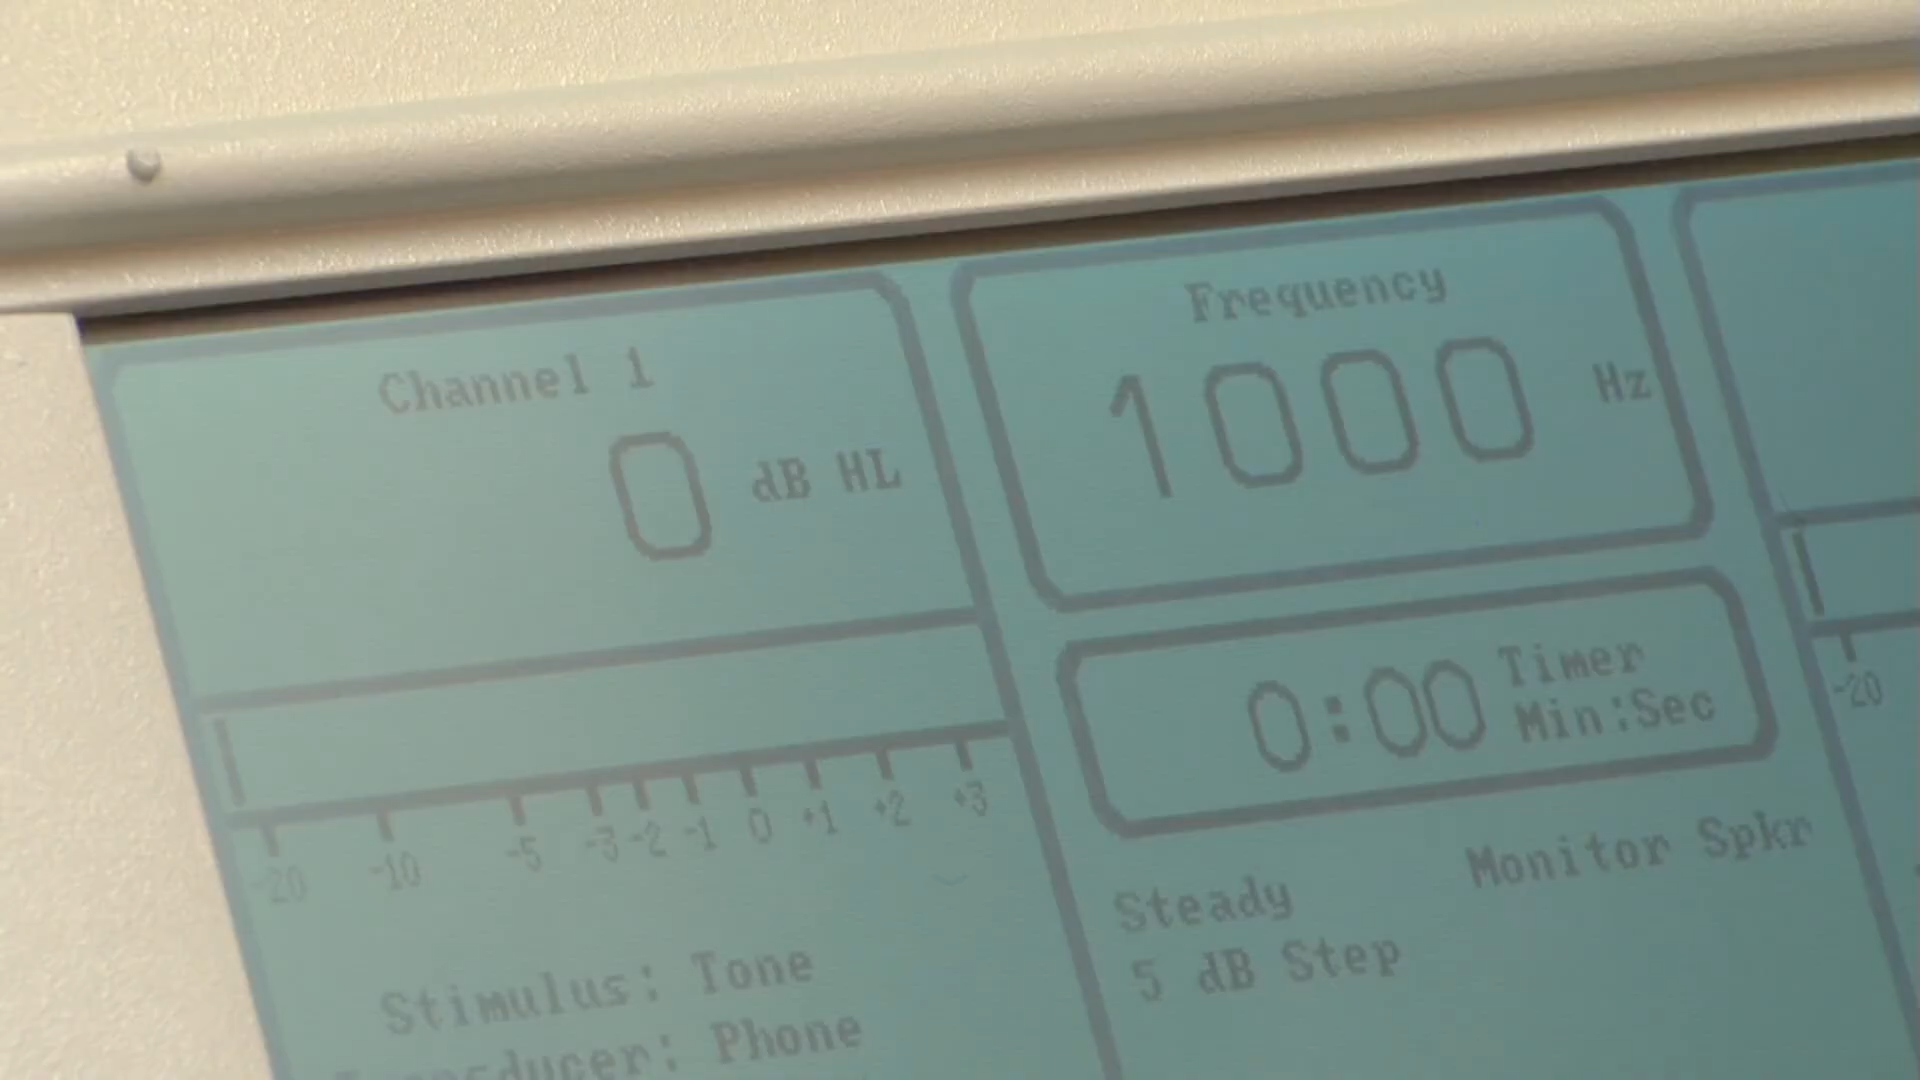 Channel 1
0 dB HL
-20 -10 -5 -3 -2 -1 0 +1 +2 +3
Stimulus: Tone
Transducer: Phone
Frequency
1000 Hz
0:00 Timer
Min:Sec
Monitor Spkr
Steady
5 dB Step
-20